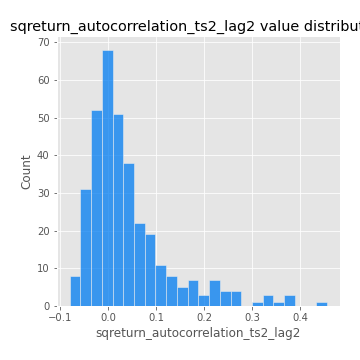 sqreturn_autocorrelation_ts2_lag2 value distribut
70
60
50
40
30
20
10
0
Count
−0.1 0.0 0.1 0.2 0.3 0.4
sqreturn_autocorrelation_ts2_lag2